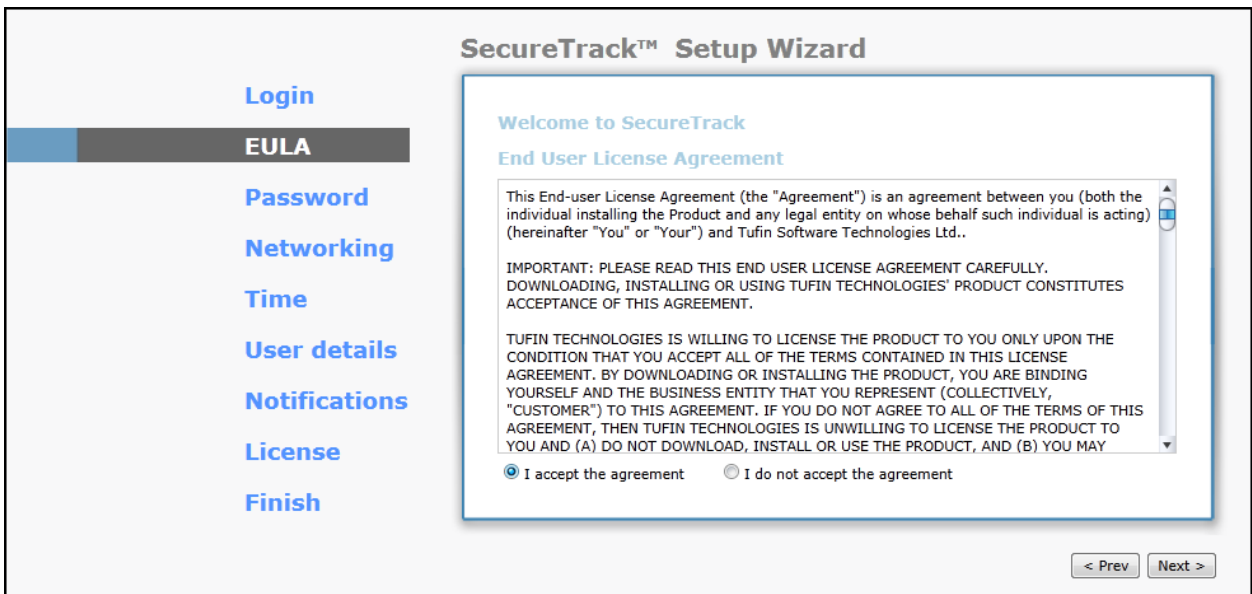 SecureTrack™ Setup Wizard
Login
EULA
Password
Networking
Time
User details
Notifications
License
Finish
Welcome to SecureTrack
End User License Agreement
This End-user License Agreement (the "Agreement") is an agreement between you (both the
individual installing the Product and any legal entity on whose behalf such individual is acting)
(hereinafter "You" or "Your") and Tufin Software Technologies Ltd..
IMPORTANT: PLEASE READ THIS END USER LICENSE AGREEMENT CAREFULLY.
DOWNLOADING, INSTALLING OR USING TUFIN TECHNOLOGIES' PRODUCT CONSTITUTES
ACCEPTANCE OF THIS AGREEMENT.
TUFIN TECHNOLOGIES IS WILLING TO LICENSE THE PRODUCT TO YOU ONLY UPON THE
CONDITION THAT YOU ACCEPT ALL OF THE TERMS CONTAINED IN THIS LICENSE
AGREEMENT. BY DOWNLOADING OR INSTALLING THE PRODUCT, YOU ARE BINDING
YOURSELF AND THE BUSINESS ENTITY THAT YOU REPRESENT (COLLECTIVELY,
"CUSTOMER") TO THIS AGREEMENT. IF YOU DO NOT AGREE TO ALL OF THE TERMS OF THIS
AGREEMENT, THEN TUFIN TECHNOLOGIES IS UNWILLING TO LICENSE THE PRODUCT TO
YOU AND (A) DO NOT DOWNLOAD, INSTALL OR USE THE PRODUCT, AND (B) YOU MAY
I accept the agreement I do not accept the agreement
< Prev Next >